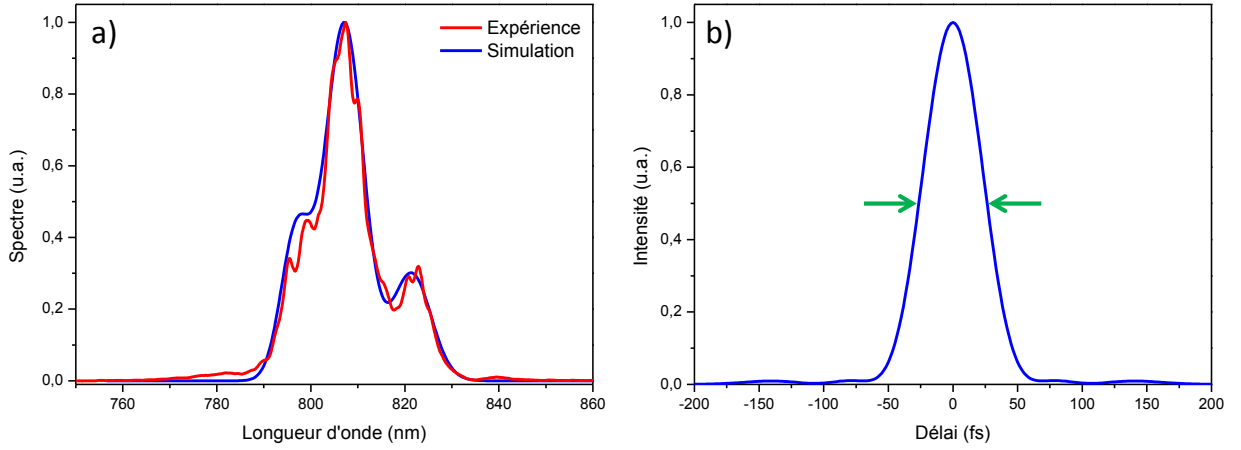 a)
Expérience
Simulation
1,0
0,8
0,6
0,4
0,2
0,0
Spectre (u.a.)
760 780 800 820 840 860
Longueur d'onde (nm)
b)
1,0
0,8
0,6
0,4
0,2
0,0
Intensité (u.a.)
-200 -150 -100 -50 0 50 100 150 200
Délai (fs)